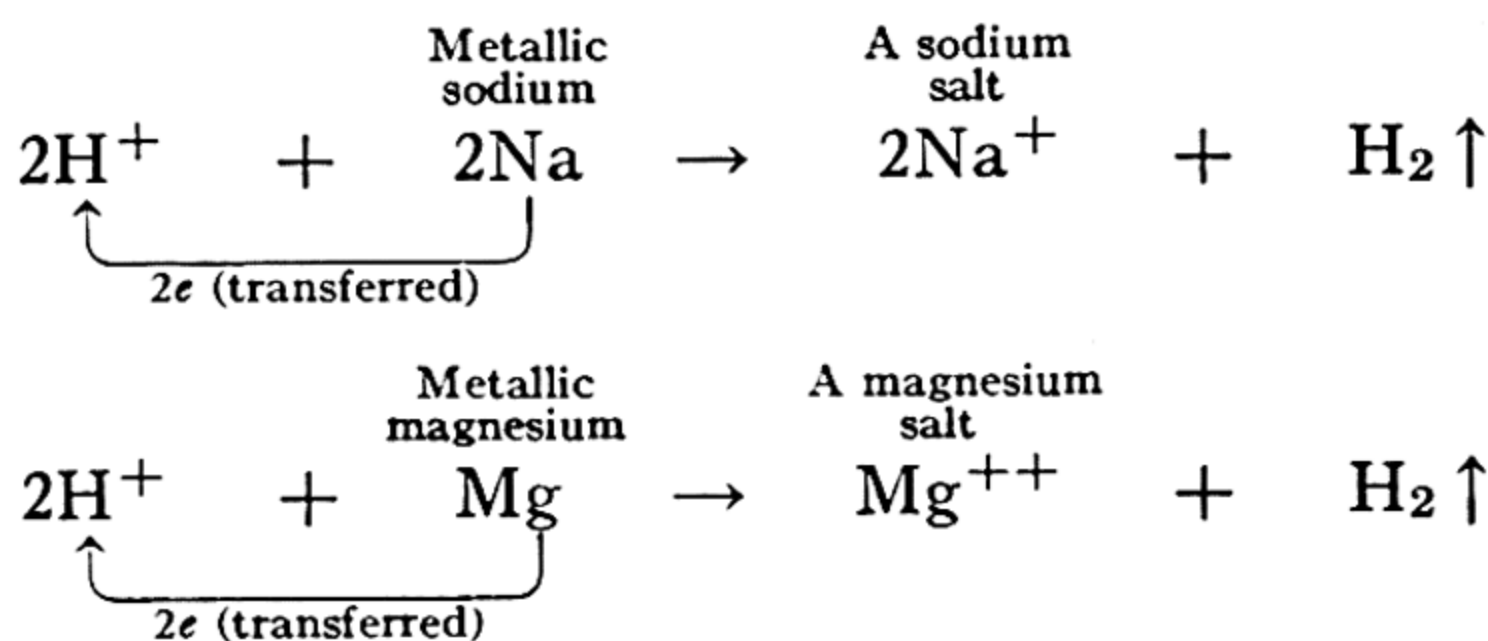 Metallic A sodium
sodium salt
2H⁺ + 2Na → 2Na⁺ + H₂↑
2e (transferred)
Metallic A magnesium
magnesium salt
2H⁺ + Mg → Mg⁺⁺ + H₂↑
2e (transferred)